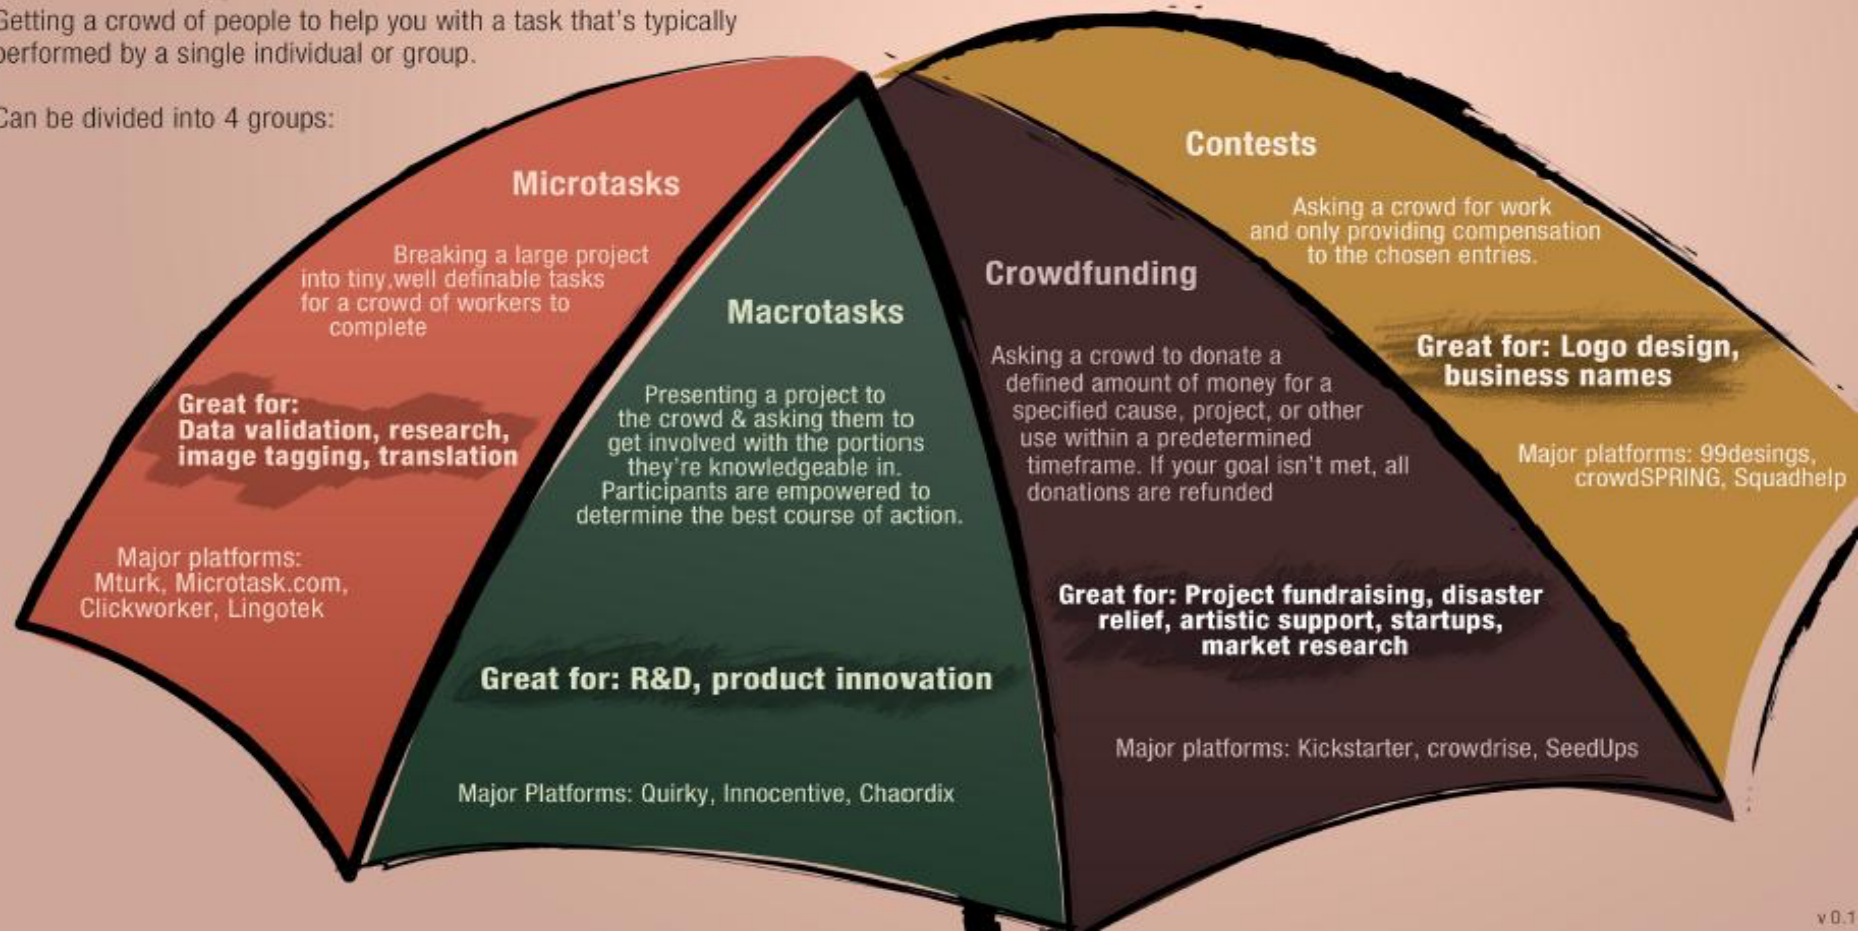 Getting a crowd of people to help you with a task that's typically
performed by a single individual or group.
Can be divided into 4 groups:
Microtasks
Breaking a large project
into tiny,well definable tasks
for a crowd of workers to
complete
Great for:
Data validation, research,
image tagging, translation
Major platforms:
Mturk, Microtask.com,
Clickworker, Lingotek
Macrotasks
Presenting a project to
the crowd & asking them to
get involved with the portions
they're knowledgeable in.
Participants are empowered to
determine the best course of action.
Great for: R&D, product innovation
Major Platforms: Quirky, Innocentive, Chaordix
Crowdfunding
Asking a crowd to donate a
defined amount of money for a
specified cause, project, or other
use within a predetermined
timeframe. If your goal isn't met, all
donations are refunded
Great for: Project fundraising, disaster
relief, artistic support, startups,
market research
Major platforms: Kickstarter, crowdrise, SeedUps
Contests
Asking a crowd for work
and only providing compensation
to the chosen entries.
Great for: Logo design,
business names
Major platforms: 99desings,
crowdSPRING, Squadhelp
v 0.1